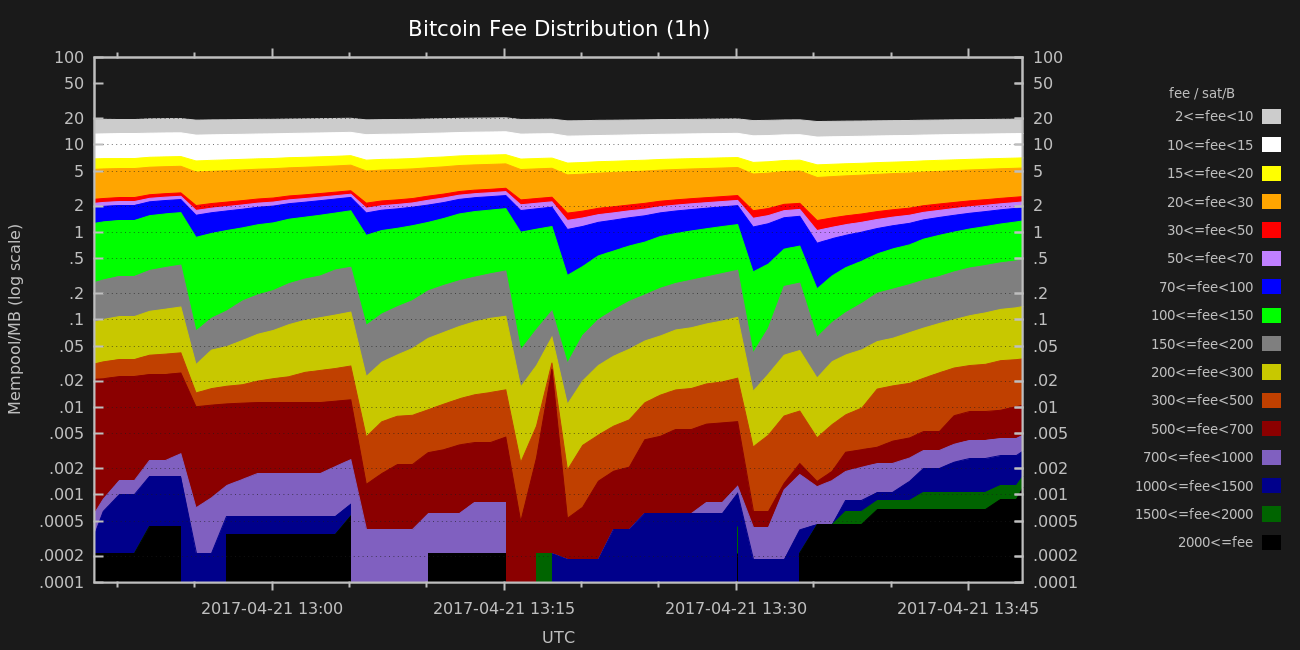 Bitcoin Fee Distribution (1h)
Mempool/MB (log scale)
100
50
20
10
5
2
1
.5
.2
.1
.05
.02
.01
.005
.002
.001
.0005
.0002
.0001
100
50
20
10
5
2
1
.5
.2
.1
.05
.02
.01
.005
.002
.001
.0005
.0002
.0001
fee / sat/B
2<=fee<10
10<=fee<15
15<=fee<20
20<=fee<30
30<=fee<50
50<=fee<70
70<=fee<100
100<=fee<150
150<=fee<200
200<=fee<300
300<=fee<500
500<=fee<700
700<=fee<1000
1000<=fee<1500
1500<=fee<2000
2000<=fee
2017-04-21 13:00 2017-04-21 13:15 2017-04-21 13:30 2017-04-21 13:45
UTC